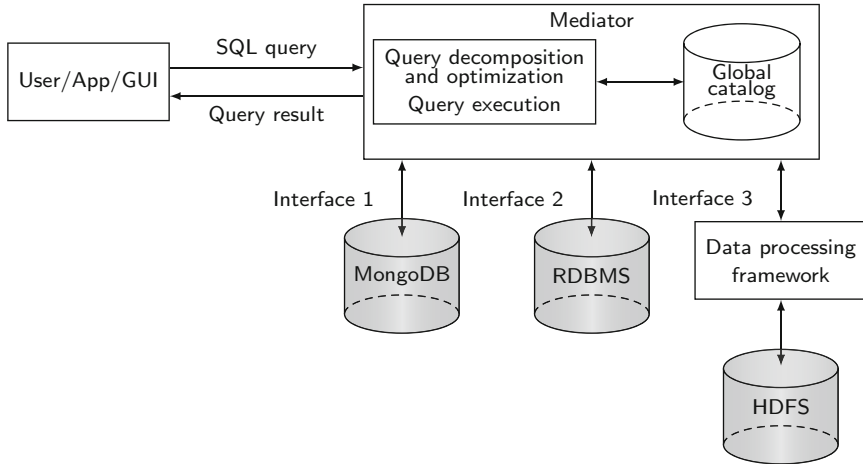 Mediator
SQL query
User/App/GUI
Query result
Query decomposition
and optimization
Query execution
Global
catalog
Interface 1
Interface 2
Interface 3
MongoDB
RDBMS
Data processing
framework
HDFS